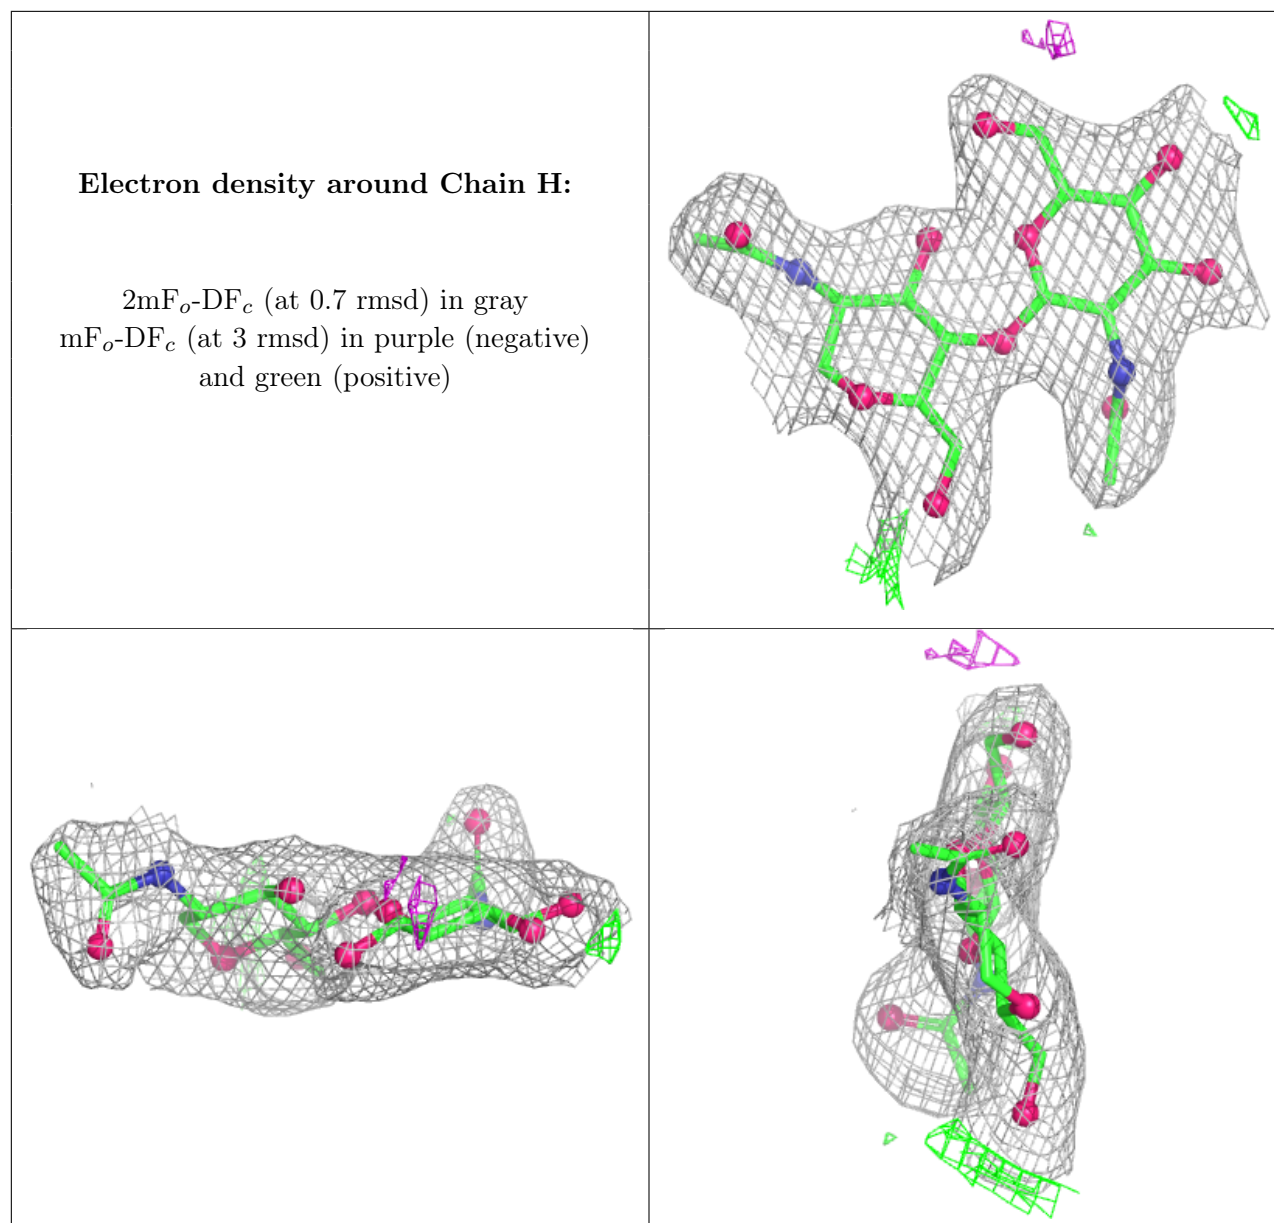 Electron density around Chain H:
2mFₒ-DF𝒸 (at 0.7 rmsd) in gray
mFₒ-DF𝒸 (at 3 rmsd) in purple (negative)
and green (positive)